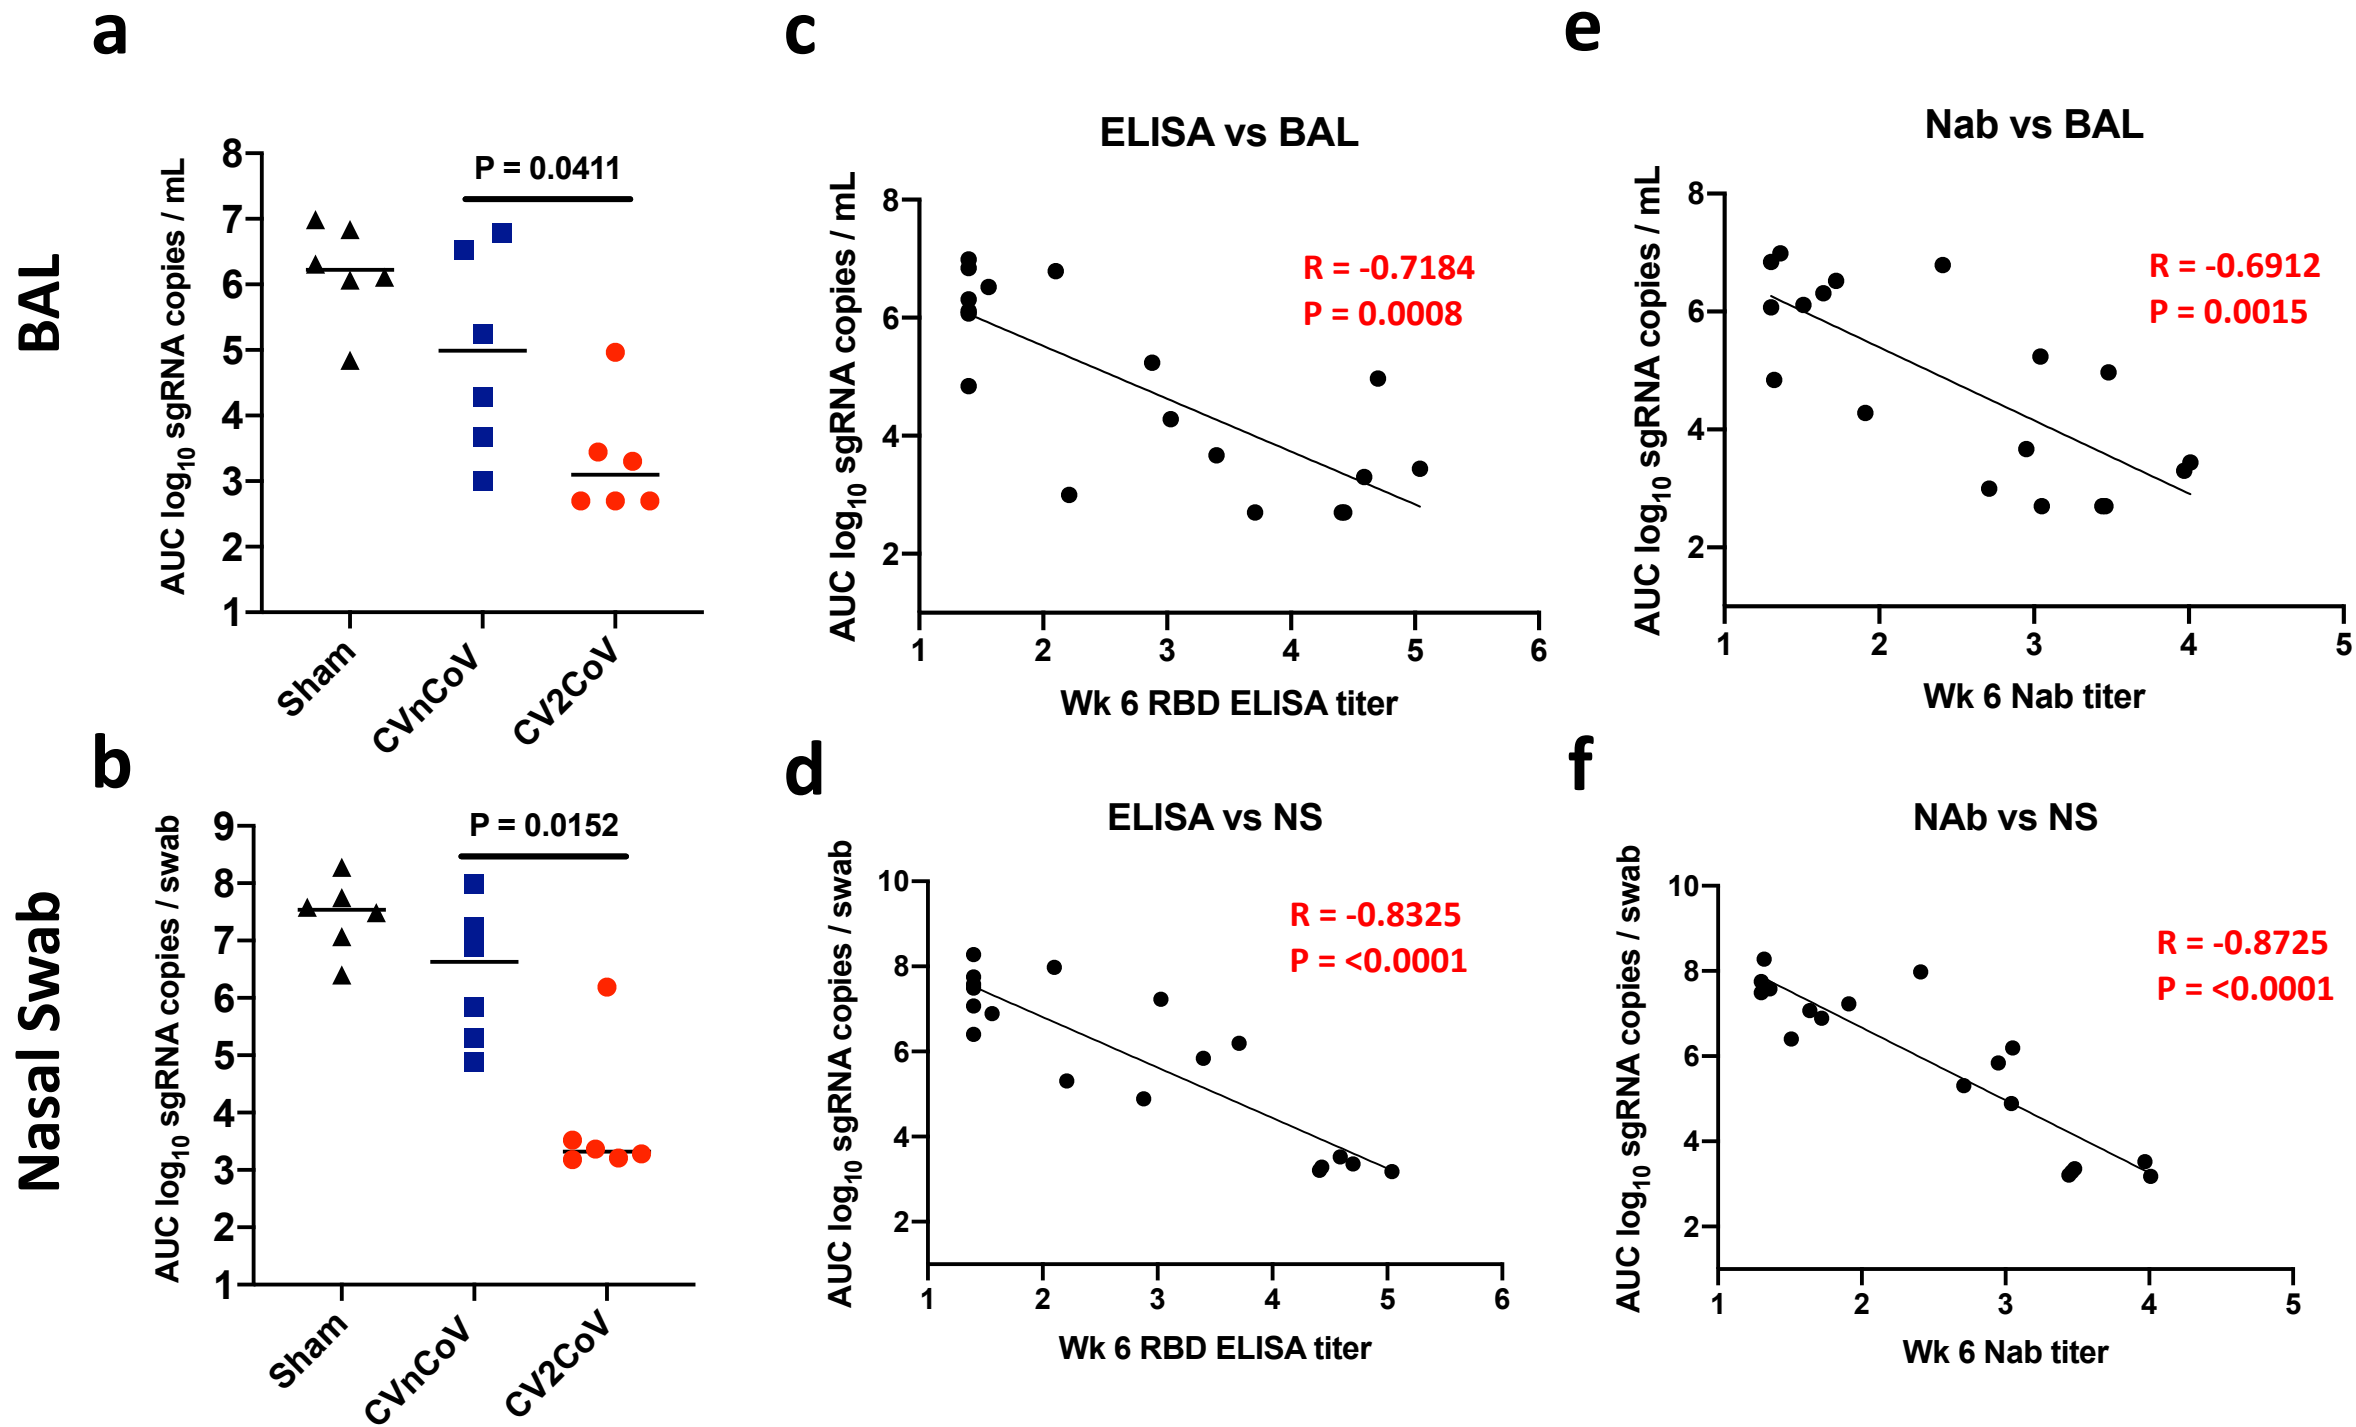 a
BAL
AUC log10 sgRNA copies / mL
8
7
6
5
4
3
2
1
P = 0.0411
Sham
CVnCoV
CV2CoV
c
ELISA vs BAL
AUC log10 sgRNA copies / mL
8
6
4
2
R = -0.7184
P = 0.0008
1 2 3 4 5 6
Wk 6 RBD ELISA titer
e
Nab vs BAL
AUC log10 sgRNA copies / mL
8
6
4
2
R = -0.6912
P = 0.0015
1 2 3 4 5
Wk 6 Nab titer
b
Nasal Swab
AUC log10 sgRNA copies / swab
9
8
7
6
5
4
3
2
1
P = 0.0152
Sham
CVnCoV
CV2CoV
d
ELISA vs NS
AUC log10 sgRNA copies / swab
10
8
6
4
2
R = -0.8325
P = <0.0001
1 2 3 4 5 6
Wk 6 RBD ELISA titer
f
NAb vs NS
AUC log10 sgRNA copies / swab
10
8
6
4
2
R = -0.8725
P = <0.0001
1 2 3 4 5
Wk 6 Nab titer